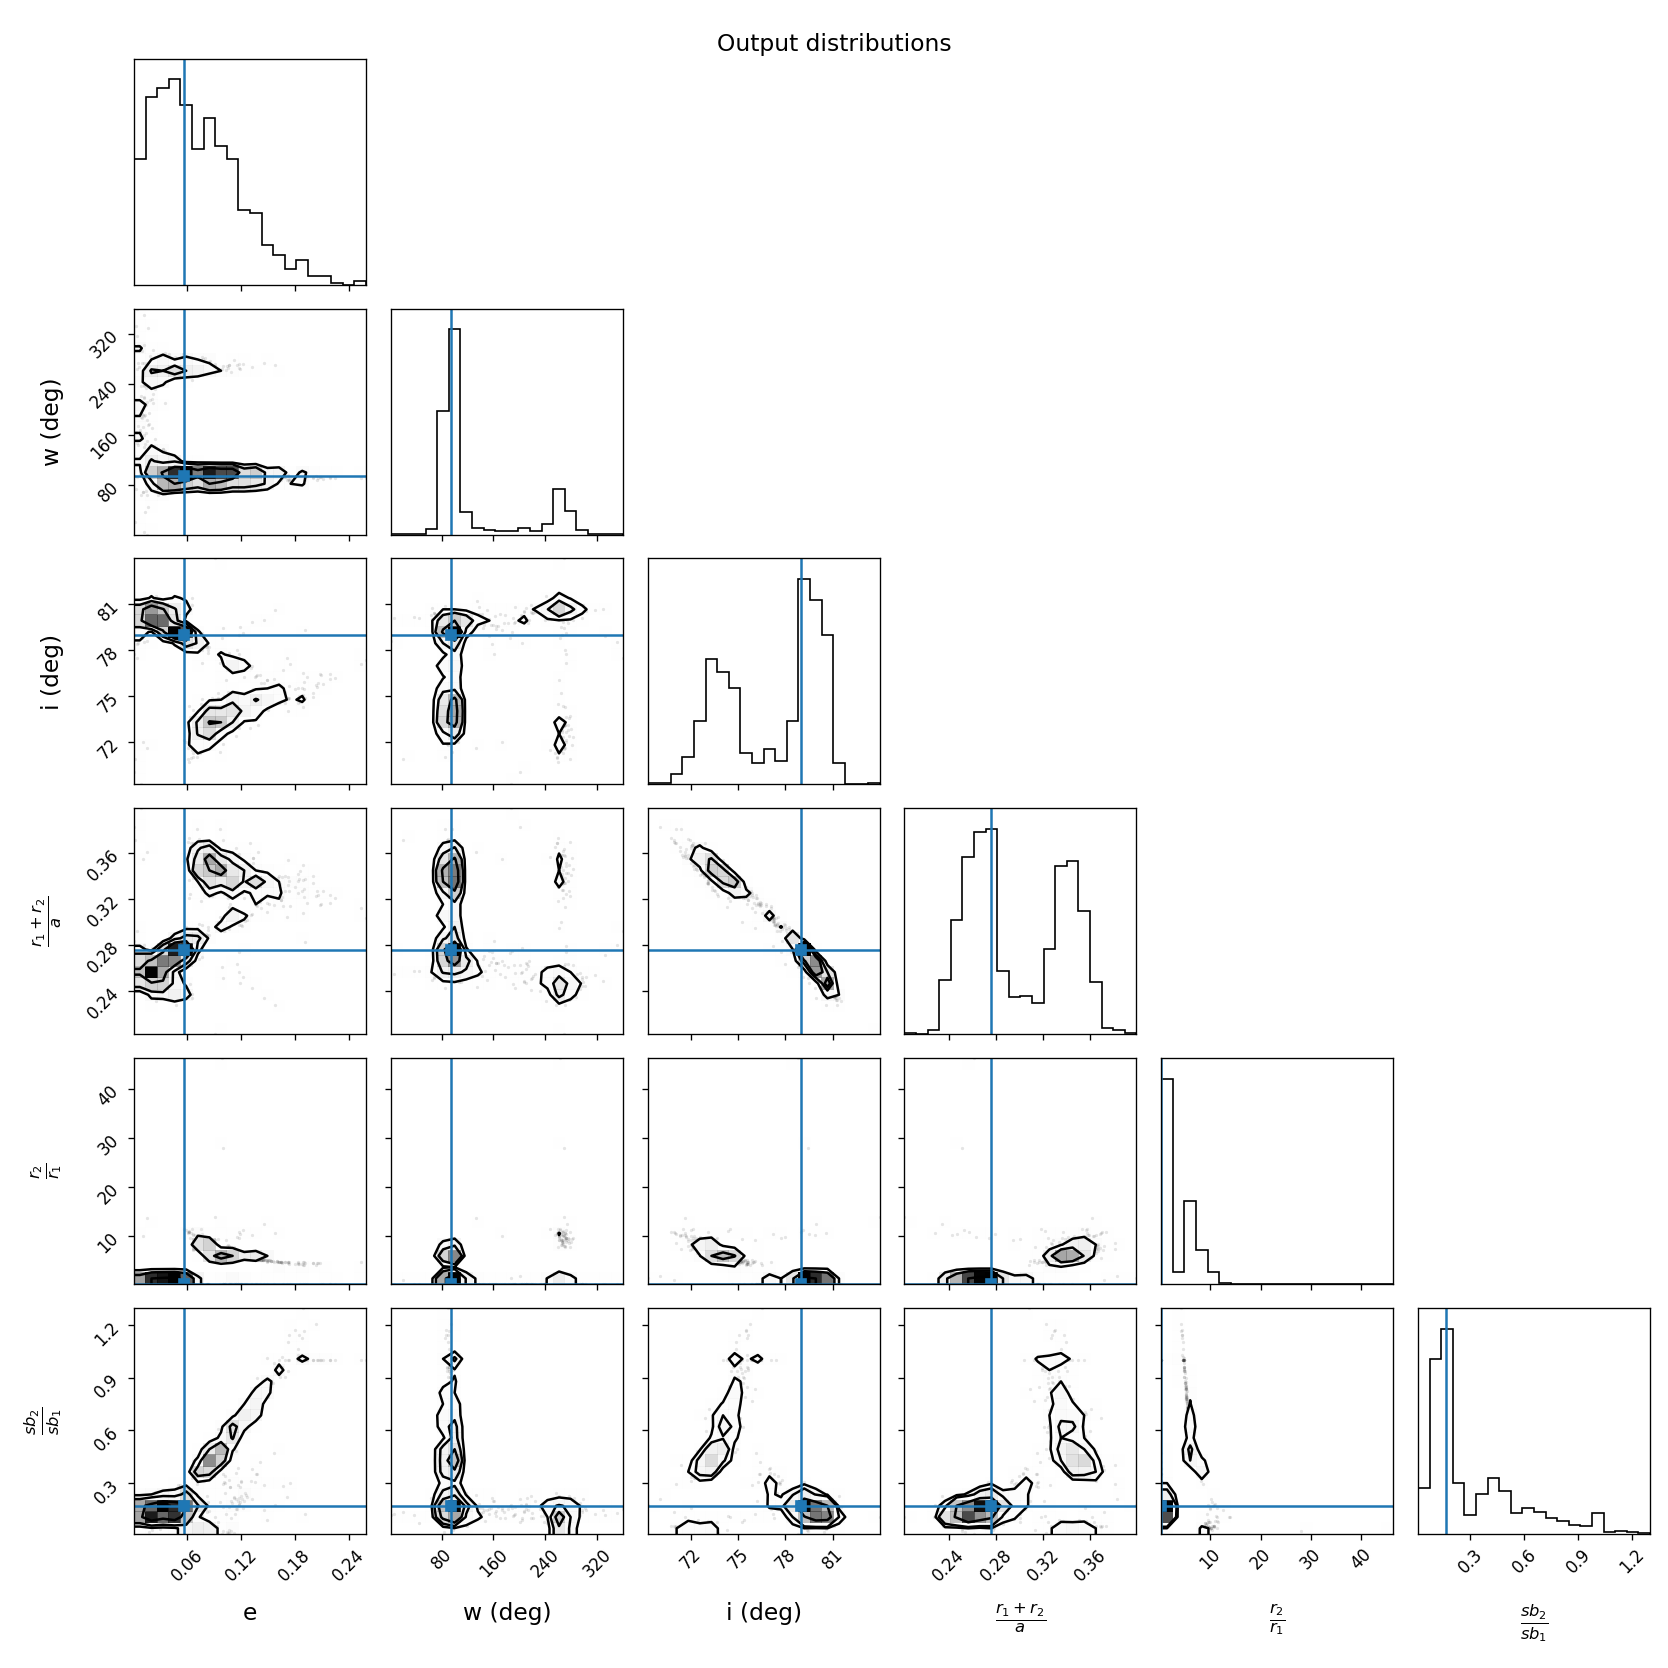 Output distributions
320
240
160
80
w (deg)
81
78
75
72
i (deg)
0.36
0.32
0.28
0.24
r₁ + r₂
a
40
30
20
10
r₂
r₁
1.2
0.9
0.6
0.3
sb₂
sb₁
0.06 0.12 0.18 0.24 80 160 240 320 72 75 78 81 0.24 0.28 0.32 0.36 10 20 30 40 0.3 0.6 0.9 1.2
e w (deg) i (deg) r₁ + r₂ r₂ sb₂
a r₁ sb₁